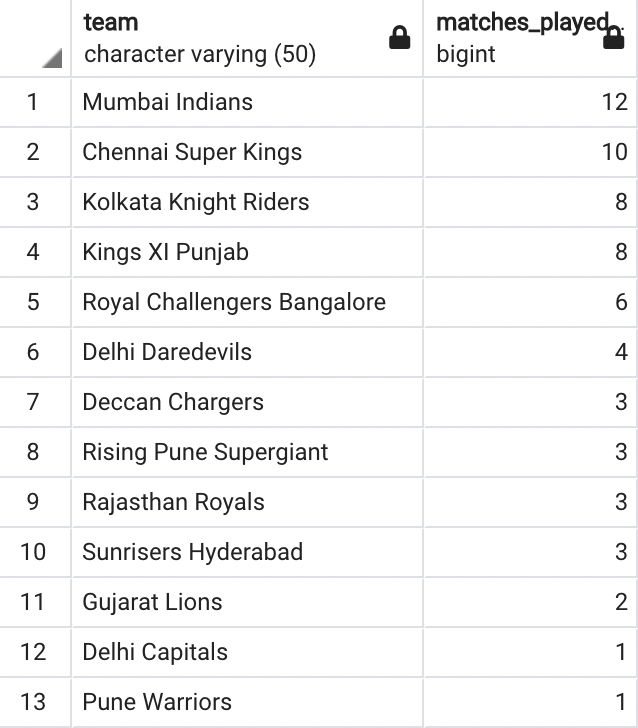 team matches_played..
character varying (50) bigint
1 Mumbai Indians 12
2 Chennai Super Kings 10
3 Kolkata Knight Riders 8
4 Kings XI Punjab 8
5 Royal Challengers Bangalore 6
6 Delhi Daredevils 4
7 Deccan Chargers 3
8 Rising Pune Supergiant 3
9 Rajasthan Royals 3
10 Sunrisers Hyderabad 3
11 Gujarat Lions 2
12 Delhi Capitals 1
13 Pune Warriors 1